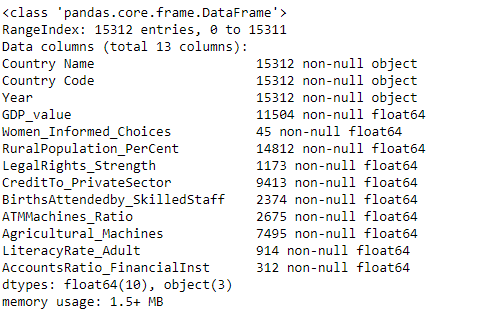 <class 'pandas.core.frame.DataFrame'>
RangeIndex: 15312 entries, 0 to 15311
Data columns (total 13 columns):
Country Name                    15312 non-null object
Country Code                    15312 non-null object
Year                            15312 non-null object
GDP_value                       11504 non-null float64
Women_Informed_Choices          45 non-null float64
RuralPopulation_PerCent         14812 non-null float64
LegalRights_Strength            1173 non-null float64
CreditTo_PrivateSector          9413 non-null float64
BirthsAttendedby_SkilledStaff   2374 non-null float64
ATMMachines_Ratio               2675 non-null float64
Agricultural_Machines           7495 non-null float64
LiteracyRate_Adult              914 non-null float64
AccountsRatio_FinancialInst     312 non-null float64
dtypes: float64(10), object(3)
memory usage: 1.5+ MB